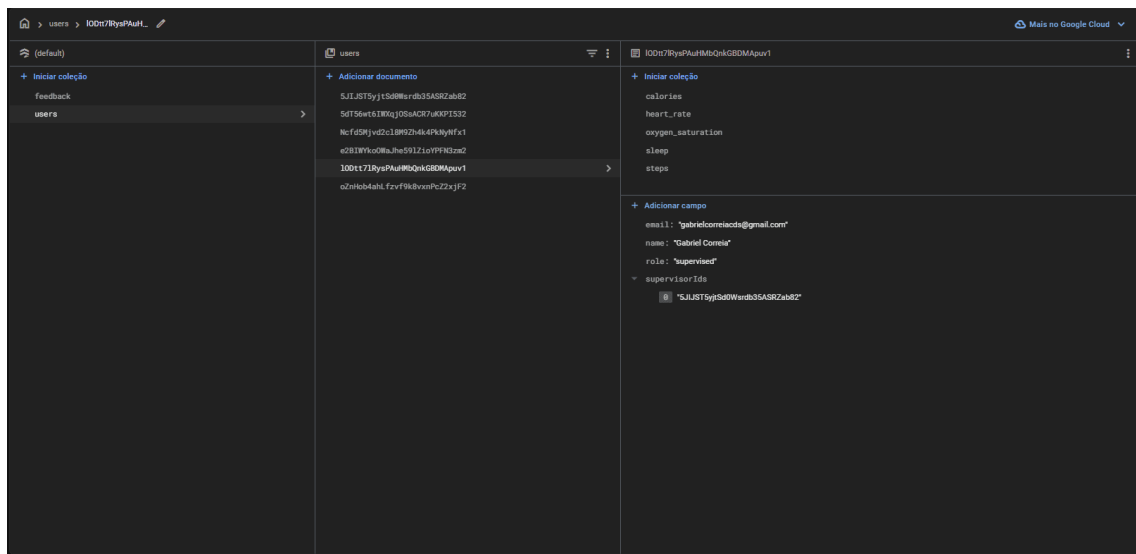 users
lODtt7lRysPAuH…
Mais no Google Cloud
(default)
users
lODtt7lRysPAuHMbQnkGBDMApuv1
+ Iniciar coleção
feedback
users
+ Adicionar documento
5JIJST5yjtSd0Wsrdb35ASRZab82
5dT56wt6IWXqjOSsACR7uKKPI532
Ncfd5Mjvd2cl8M9Zh4k4PkNyNfx1
e2BIWYkoOWaJhe59lZioYPFN3zm2
lODtt7lRysPAuHMbQnkGBDMApuv1
oZnHob4ahLfzvf9k8vxnPcZ2xjF2
+ Iniciar coleção
calories
heart_rate
oxygen_saturation
sleep
steps
+ Adicionar campo
email: "gabrielcorreiacds@gmail.com"
name: "Gabriel Correia"
role: "supervised"
supervisorIds
0 "5JIJST5yjtSd0Wsrdb35ASRZab82"